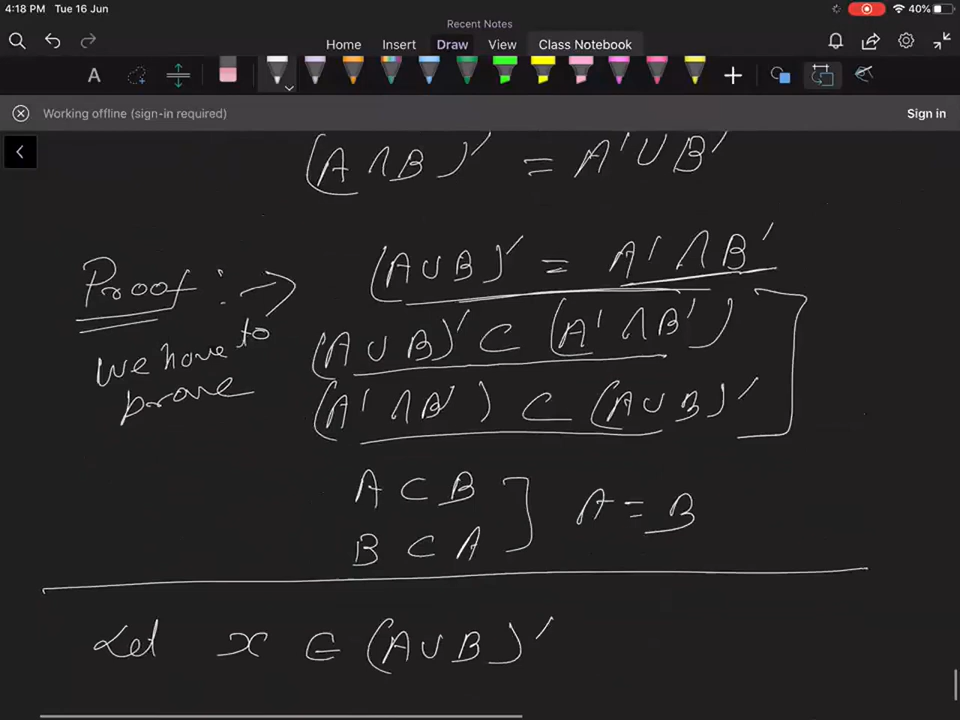 4:18 PM Tue 16 Jun
40%
Recent Notes
Home Insert Draw View Class Notebook
A
Working offline (sign-in required) Sign in
(A∩B)' = A'∪B'
Proof :→ (A∪B)' = A'∩B'
We have to prove
(A∪B)' ⊂ (A'∩B')
(A'∩B') ⊂ (A∪B)'
A ⊂ B
B ⊂ A
A = B
Let x ∈ (A∪B)'